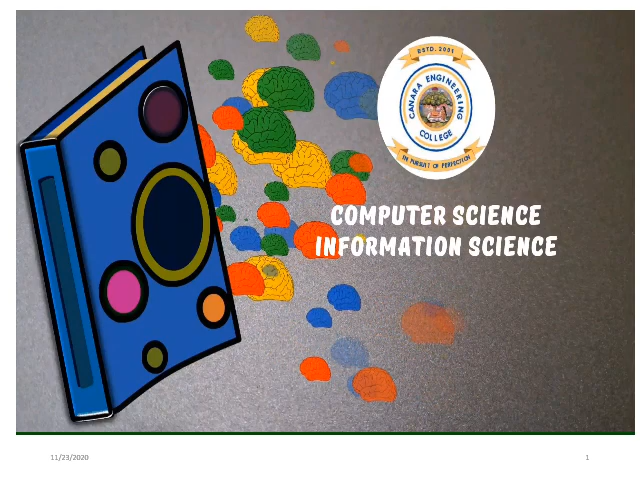 ESTD. 2001
CANARA ENGINEERING
COLLEGE
IN PURSUIT OF PERFECTION
COMPUTER SCIENCE
INFORMATION SCIENCE
11/23/2020
1